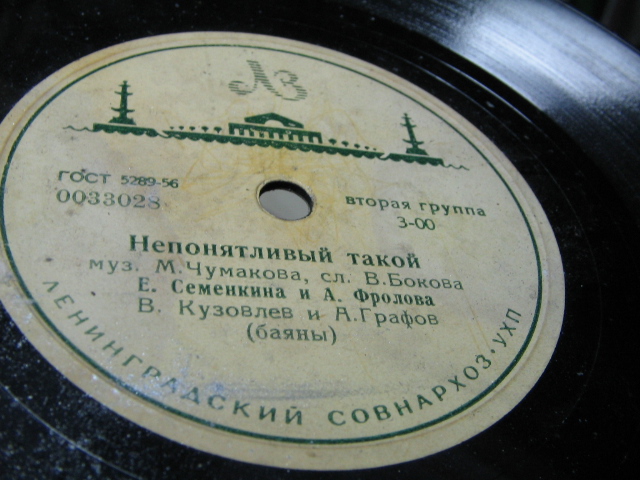 ЛЗ
ГОСТ 5289-56
0033028
вторая группа
3-00
Непонятливый такой
муз. М. Чумакова, сл. В. Бокова
Е. Семенкина и А. Фролова
В. Кузовлев и А. Графов
(баяны)
ЛЕНИНГРАДСКИЙ СОВНАРХОЗ · УХП